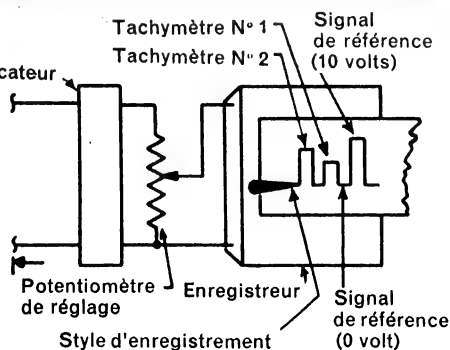 Tachymètre N° 1
Tachymètre N° 2
Signal
de référence
(10 volts)
cateur
Potentiomètre
de réglage
Enregistreur
Style d'enregistrement
Signal
de référence
(0 volt)